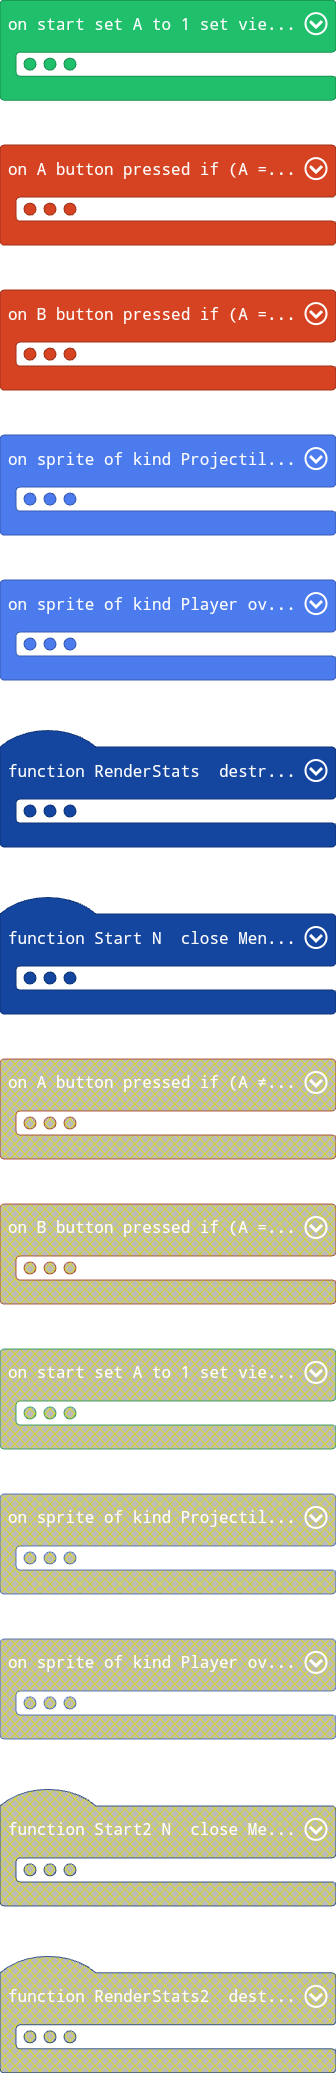 on start set A to 1 set vie...
on A button pressed if (A =...
on B button pressed if (A =...
on sprite of kind Projectil...
on sprite of kind Player ov...
function RenderStats  destr...
function Start N  close Men...
on A button pressed if (A ≠...
on B button pressed if (A =...
on start set A to 1 set vie...
on sprite of kind Projectil...
on sprite of kind Player ov...
function Start2 N  close Me...
function RenderStats2  dest...